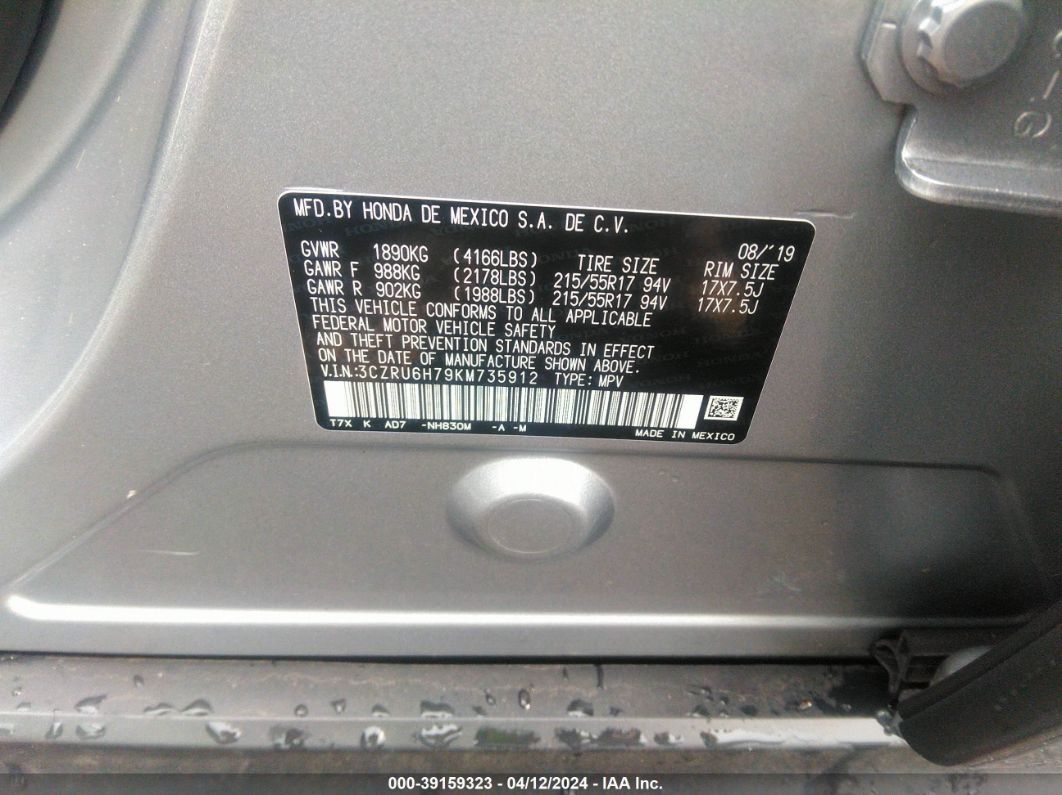 MFD.BY HONDA DE MEXICO S.A. DE C.V.
08/'19
GVWR 1890KG (4166LBS) TIRE SIZE RIM SIZE
GAWR F 988KG (2178LBS) 215/55R17 94V 17X7.5J
GAWR R 902KG (1988LBS) 215/55R17 94V 17X7.5J
THIS VEHICLE CONFORMS TO ALL APPLICABLE
FEDERAL MOTOR VEHICLE SAFETY
AND THEFT PREVENTION STANDARDS IN EFFECT
ON THE DATE OF MANUFACTURE SHOWN ABOVE.
V.I.N:3CZRU6H79KM735912 TYPE: MPV
T7X K AD7 -NH830M -A -M
MADE IN MEXICO
000-39159323 - 04/12/2024 - IAA Inc.